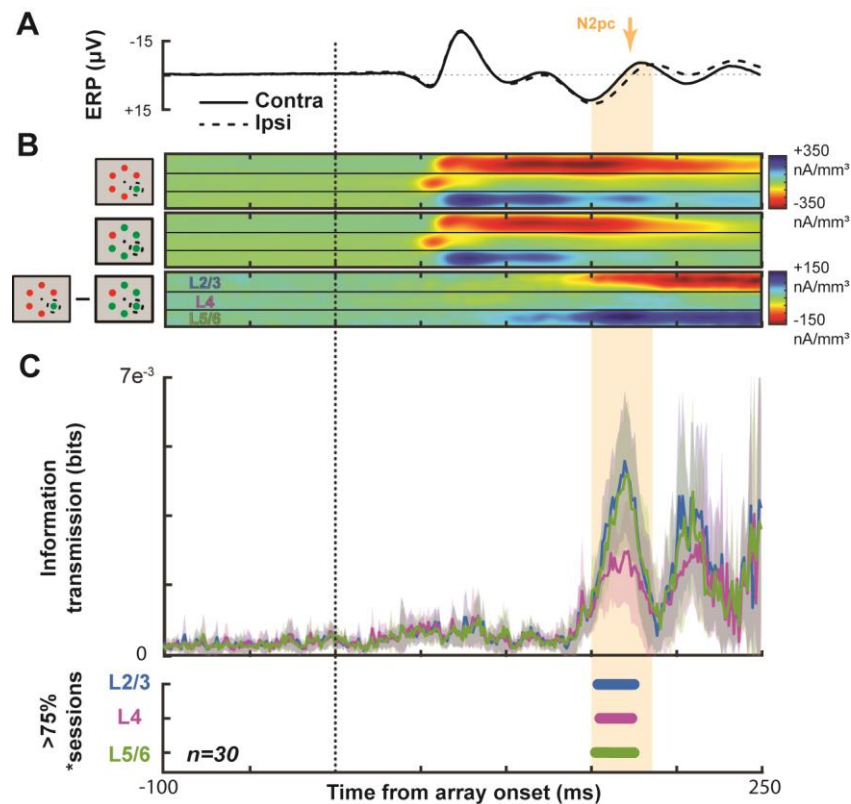 A
N2pc
-15
ERP (µV)
+15
Contra
Ipsi
B
+350
nA/mm³
-350
nA/mm³
+150
nA/mm³
-150
nA/mm³
L2/3
L4
L5/6
C
7e⁻³
Information
transmission (bits)
0
>75%
*sessions
L2/3
L4
L5/6
n=30
-100
Time from array onset (ms)
250